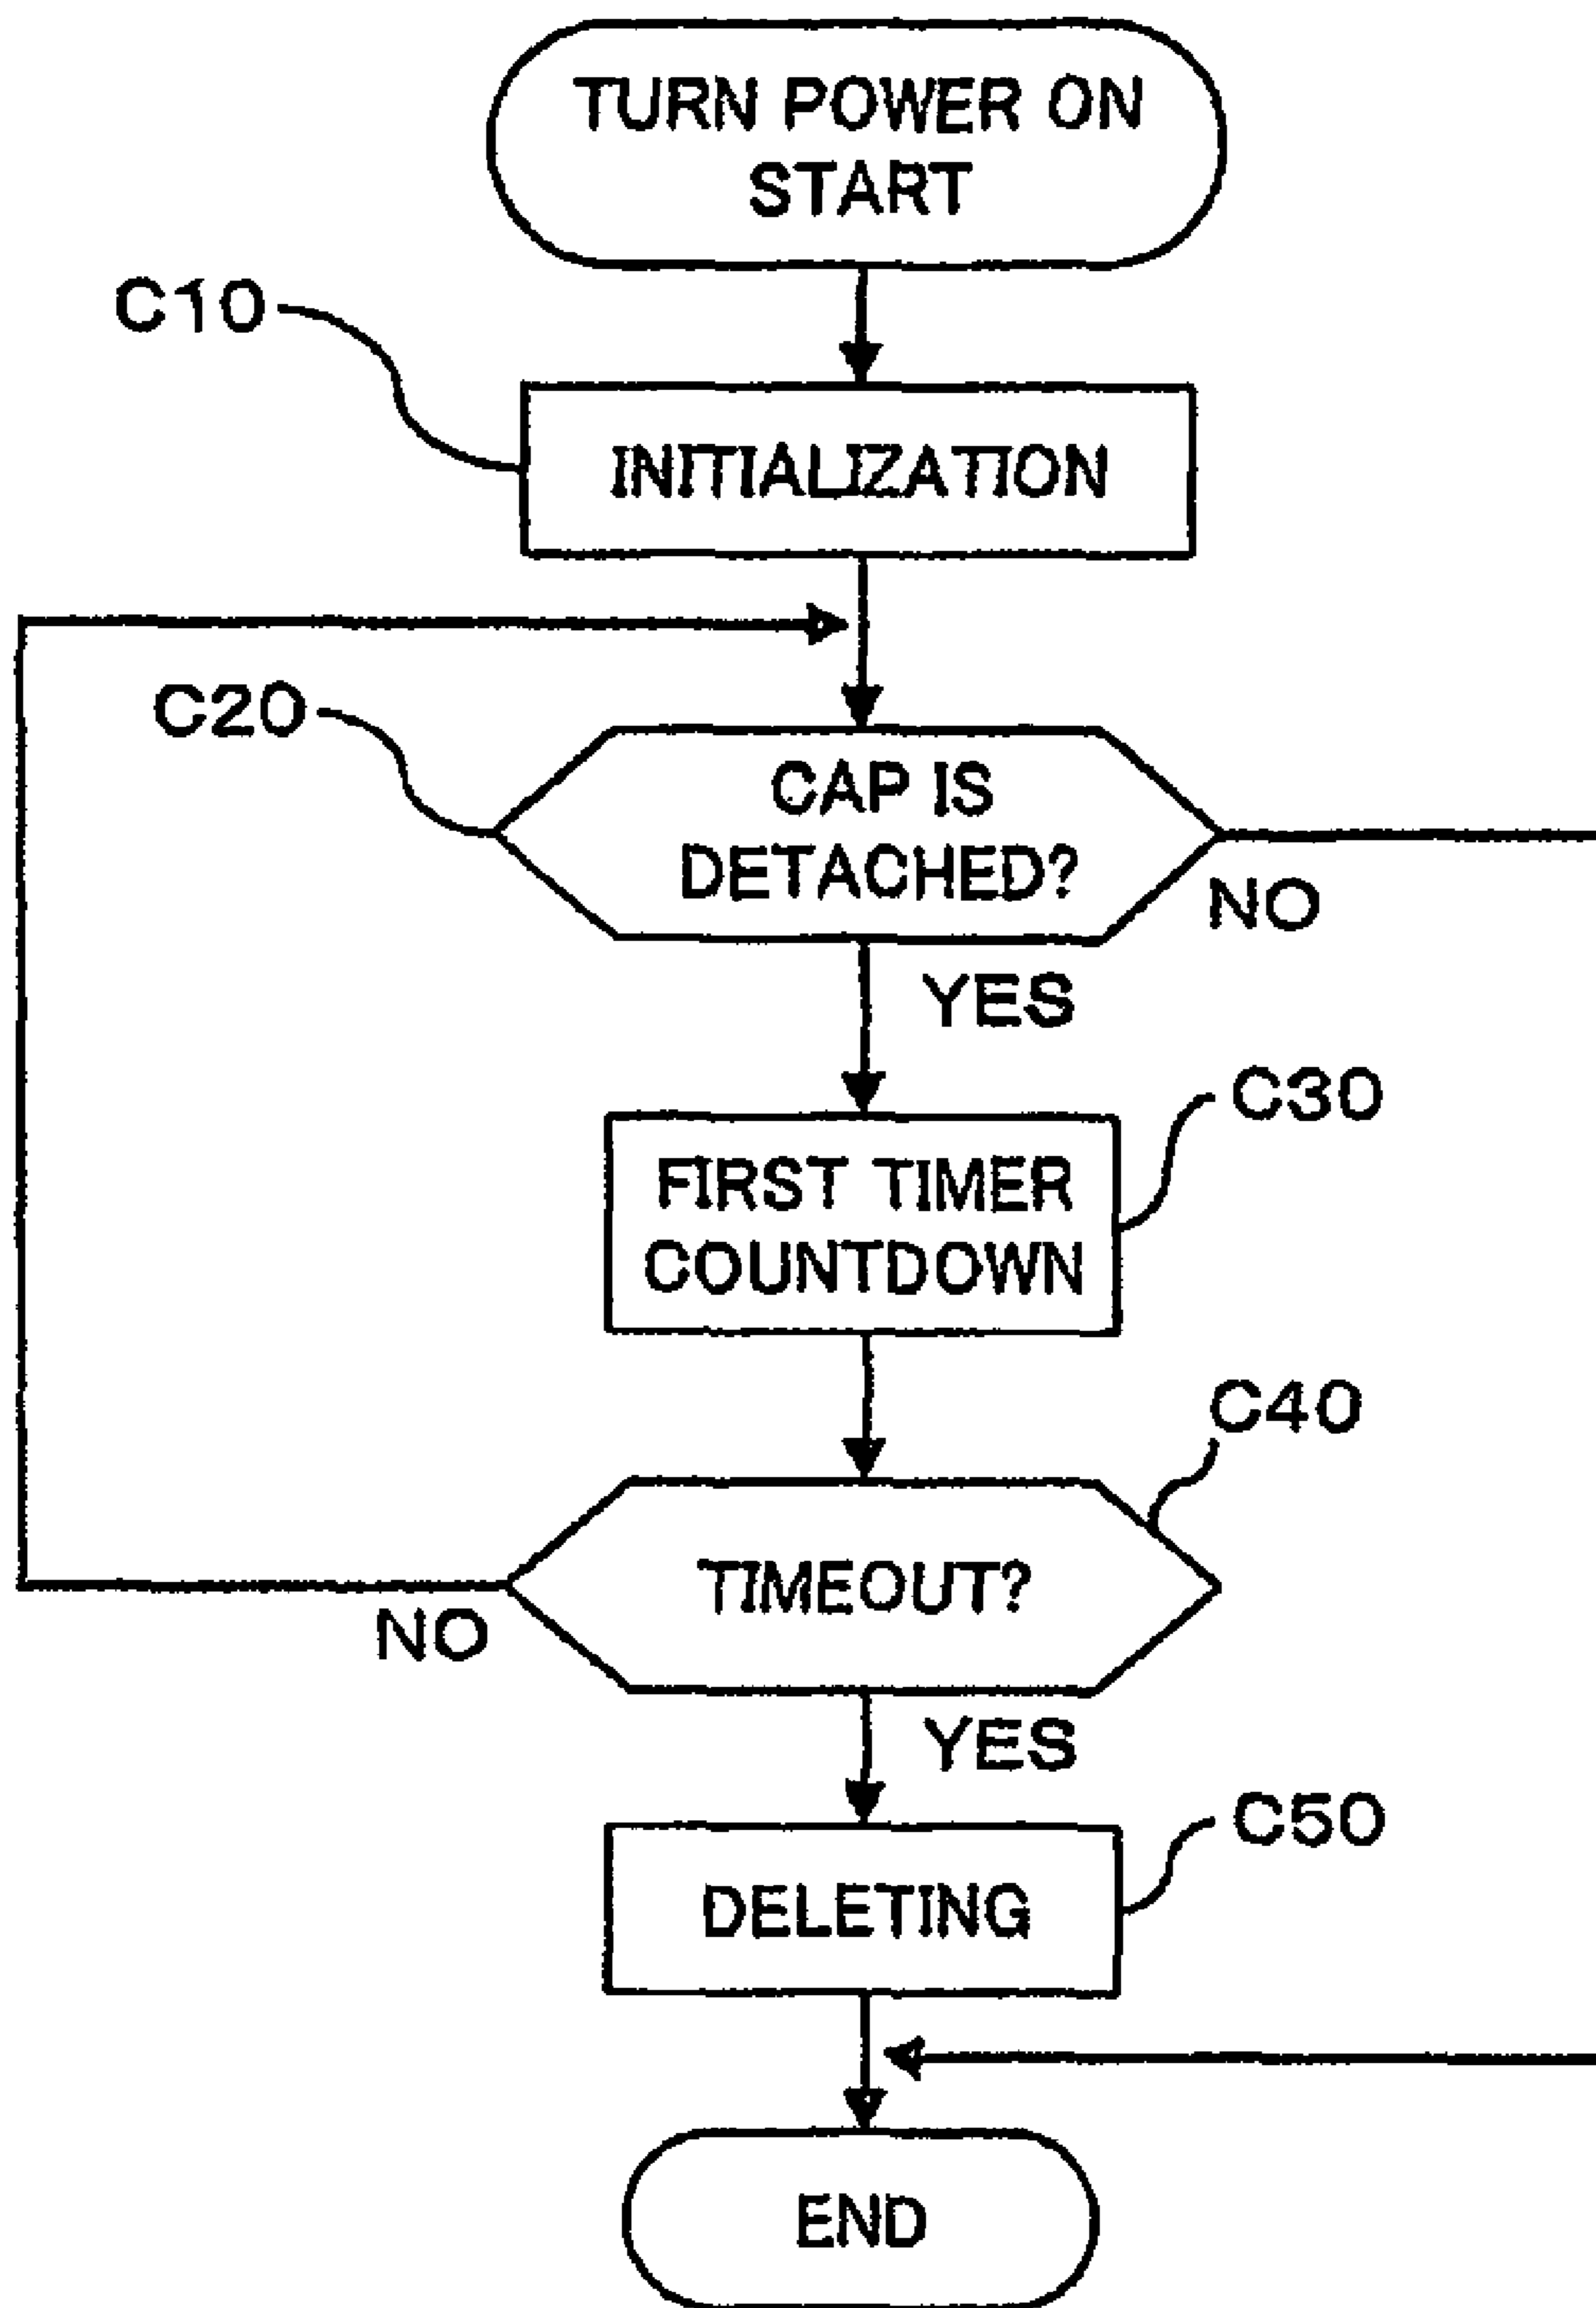 TURN POWER ON
START
C10
INITIALIZATION
C20
CAP IS
DETACHED?
NO
YES
C30
FIRST TIMER
COUNTDOWN
C40
TIMEOUT?
NO
YES
C50
DELETING
END